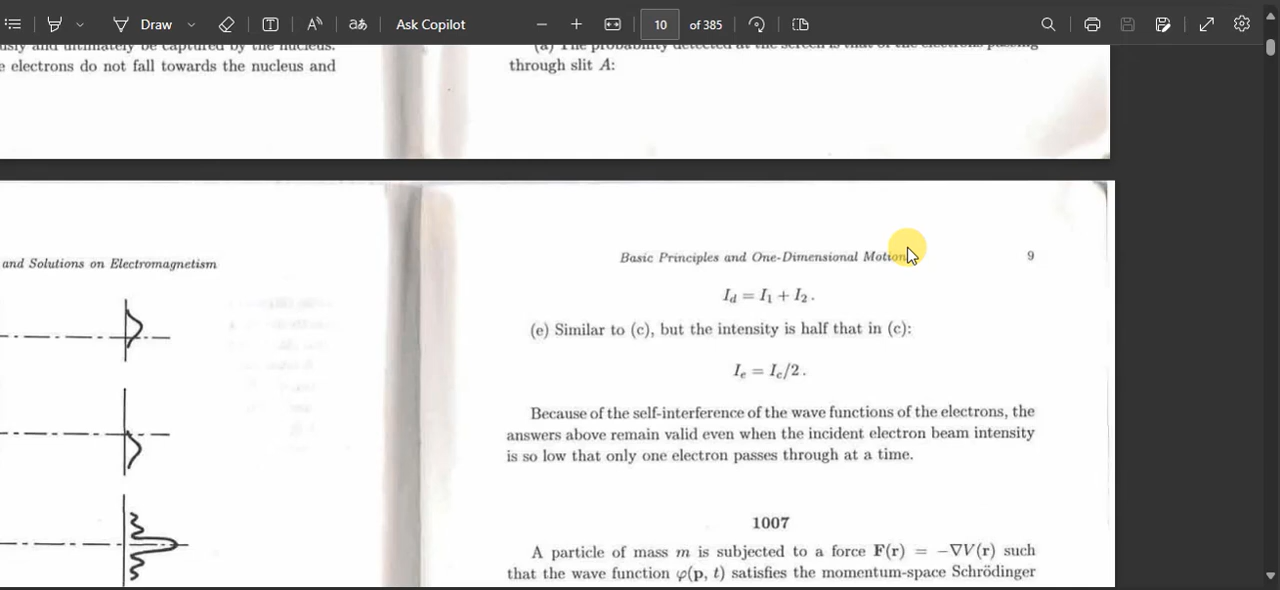 Draw
Ask Copilot
10 of 385
e electrons do not fall towards the nucleus and
through slit A:
and Solutions on Electromagnetism
Basic Principles and One-Dimensional Motion 9
I_d = I_1 + I_2 .
(e) Similar to (c), but the intensity is half that in (c):
I_e = I_c/2 .
Because of the self-interference of the wave functions of the electrons, the
answers above remain valid even when the incident electron beam intensity
is so low that only one electron passes through at a time.
1007
A particle of mass m is subjected to a force F(r) = −∇V(r) such
that the wave function φ(p, t) satisfies the momentum-space Schrödinger